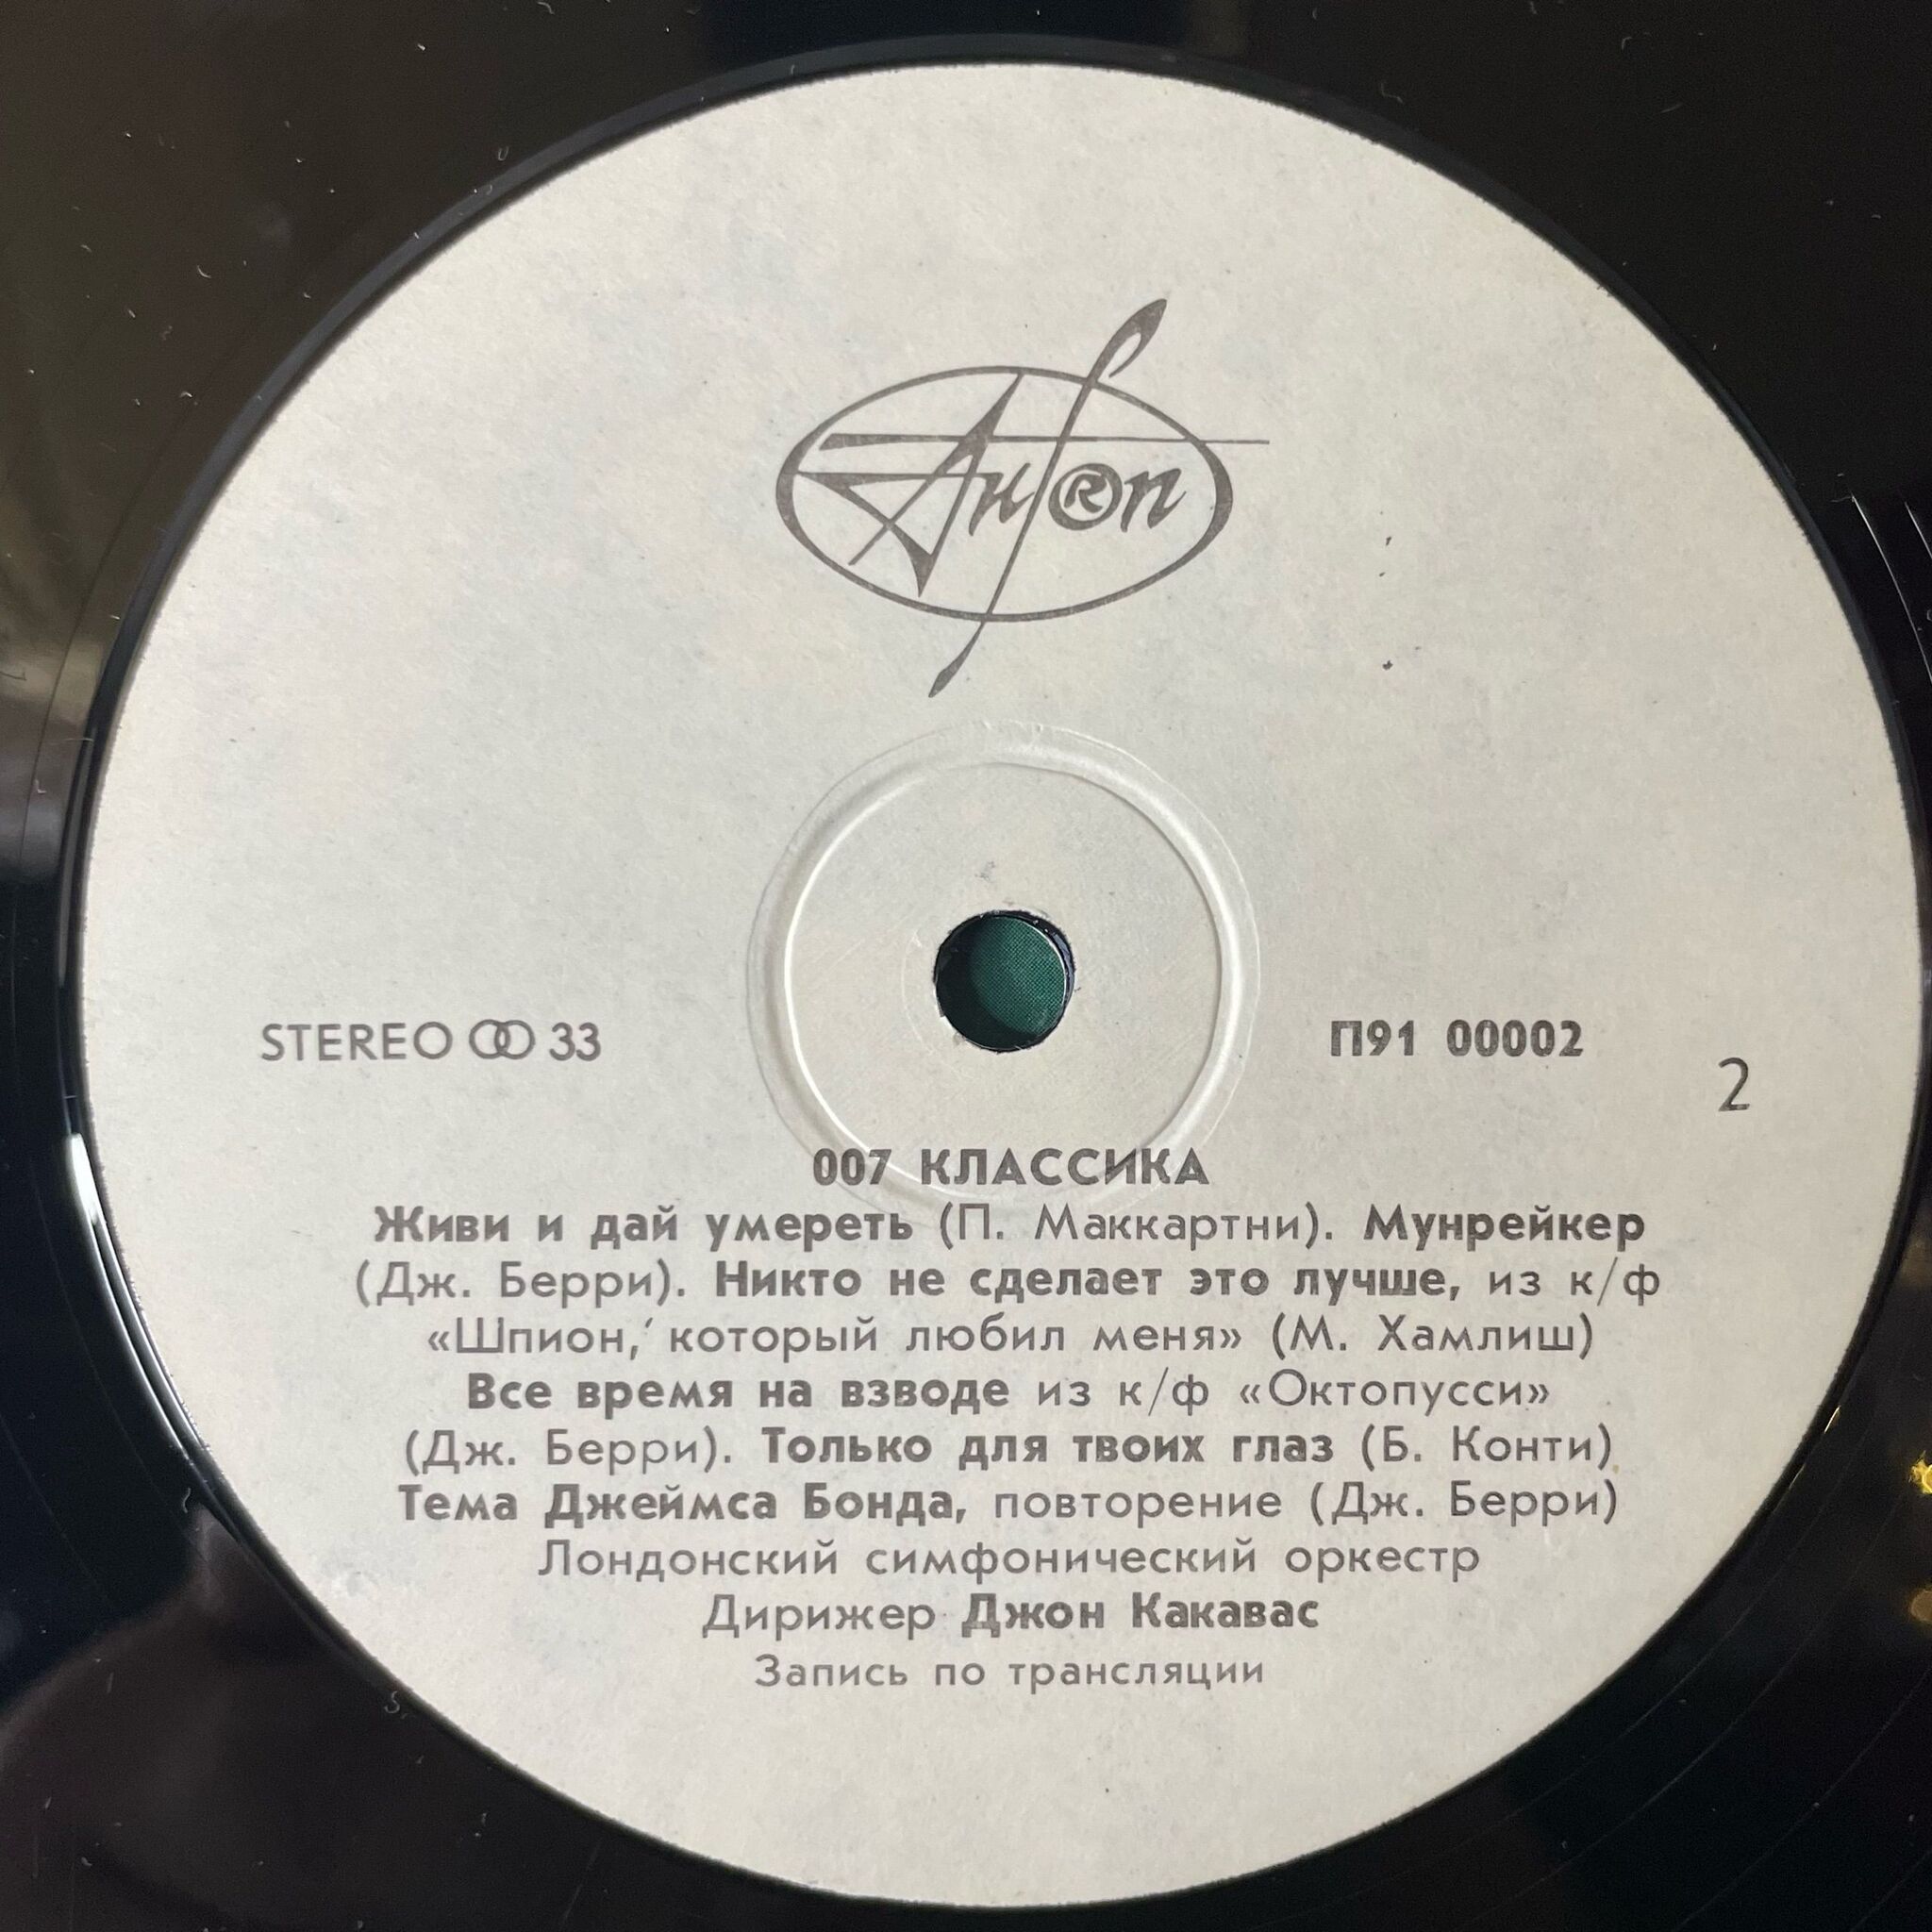 АнТроп
®
STEREO 33
П91 00002
2
007 КЛАССИКА
Живи и дай умереть (П. Маккартни). Мунрейкер
(Дж. Берри). Никто не сделает это лучше, из к/ф
«Шпион, который любил меня» (М. Хамлиш)
Все время на взводе из к/ф «Октопусси»
(Дж. Берри). Только для твоих глаз (Б. Конти)
Тема Джеймса Бонда, повторение (Дж. Берри)
Лондонский симфонический оркестр
Дирижер Джон Какавас
Запись по трансляции